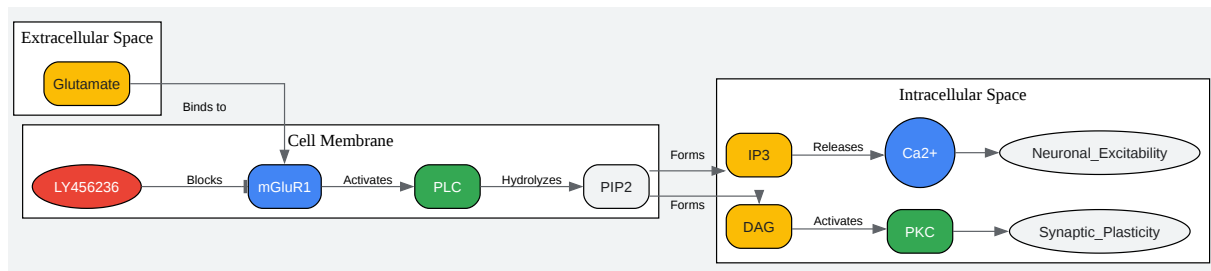 Extracellular Space
Glutamate
Binds to
Cell Membrane
LY456236
Blocks
mGluR1
Activates
PLC
Hydrolyzes
PIP2
Forms
Forms
Intracellular Space
IP3
Releases
Ca2+
Neuronal_Excitability
DAG
Activates
PKC
Synaptic_Plasticity